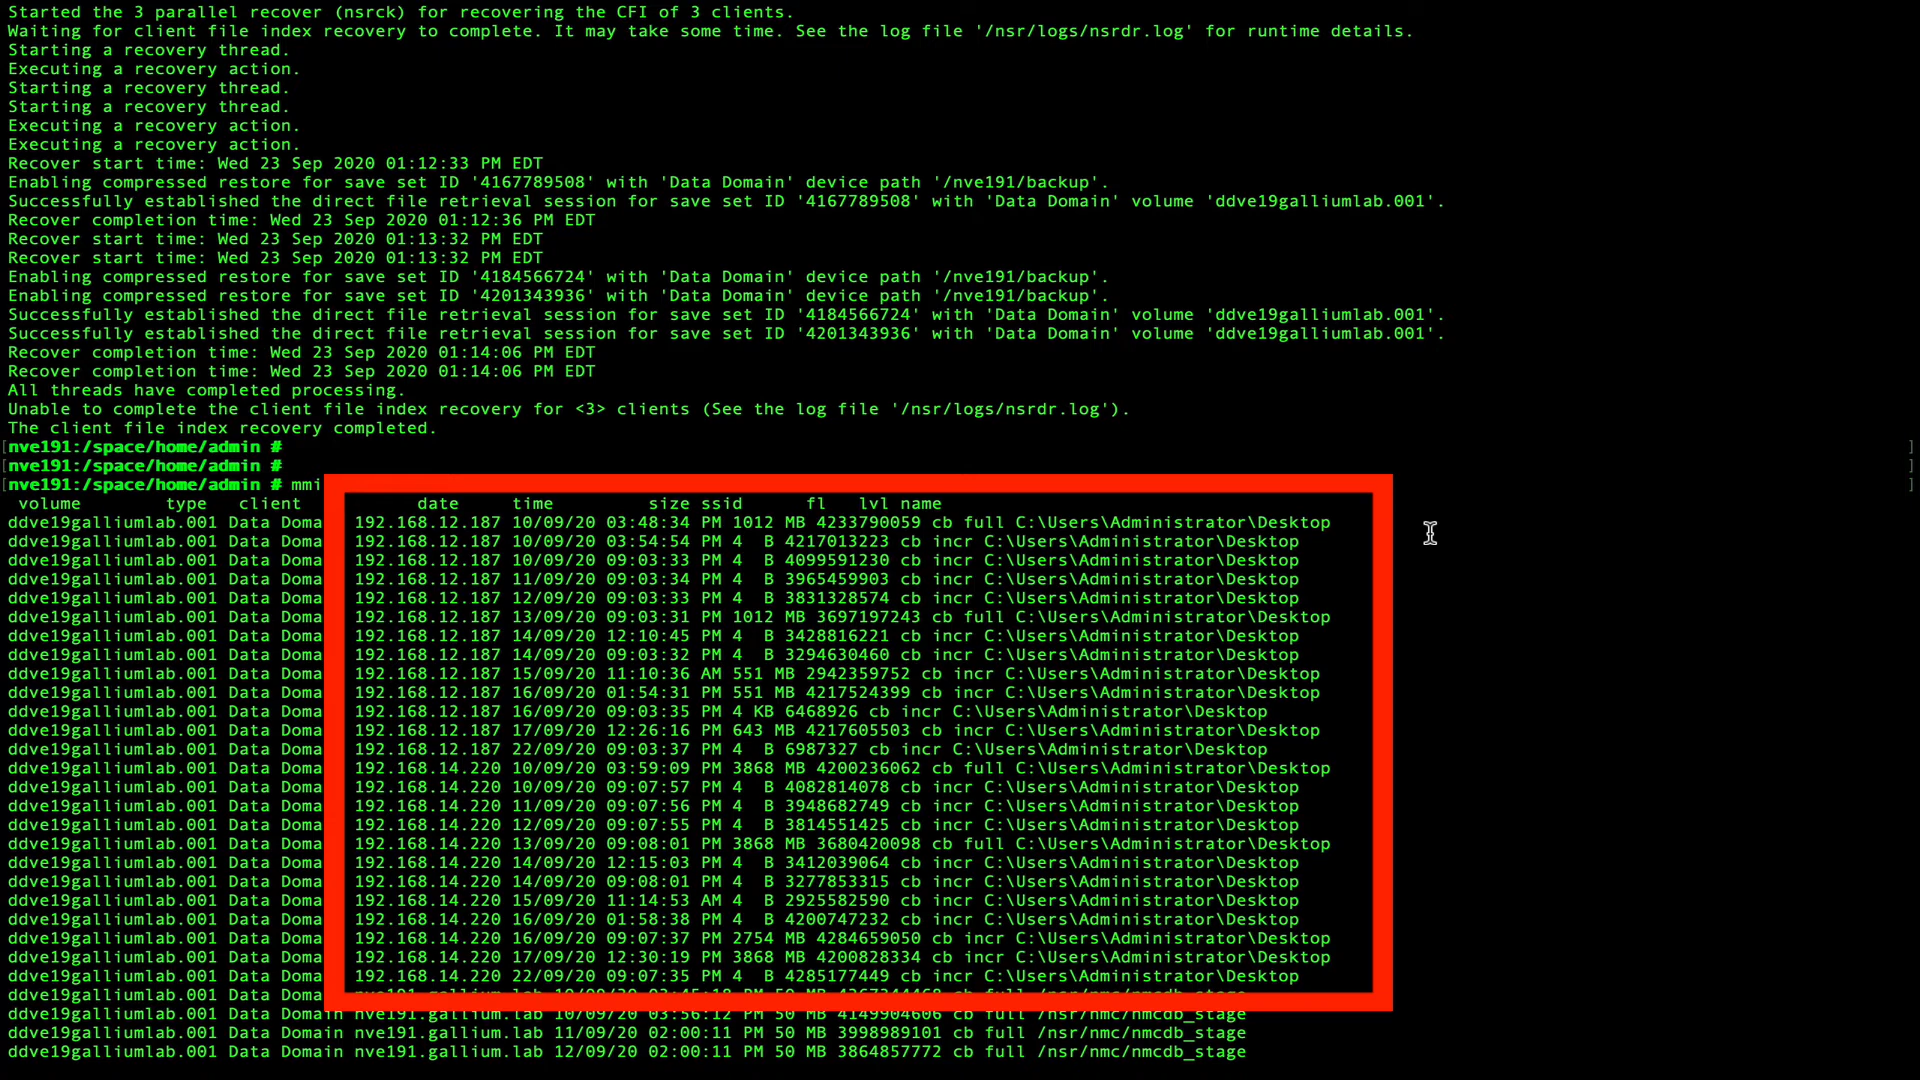 Started the 3 parallel recover (nsrck) for recovering the CFI of 3 clients.
Waiting for client file index recovery to complete. It may take some time. See the log file '/nsr/logs/nsrdr.log' for runtime details.
Starting a recovery thread.
Executing a recovery action.
Starting a recovery thread.
Starting a recovery thread.
Executing a recovery action.
Executing a recovery action.
Recover start time: Wed 23 Sep 2020 01:12:33 PM EDT
Enabling compressed restore for save set ID '4167789508' with 'Data Domain' device path '/nve191/backup'.
Successfully established the direct file retrieval session for save set ID '4167789508' with 'Data Domain' volume 'ddve19galliumlab.001'.
Recover completion time: Wed 23 Sep 2020 01:12:36 PM EDT
Recover start time: Wed 23 Sep 2020 01:13:32 PM EDT
Recover start time: Wed 23 Sep 2020 01:13:32 PM EDT
Enabling compressed restore for save set ID '4184566724' with 'Data Domain' device path '/nve191/backup'.
Enabling compressed restore for save set ID '4201343936' with 'Data Domain' device path '/nve191/backup'.
Successfully established the direct file retrieval session for save set ID '4184566724' with 'Data Domain' volume 'ddve19galliumlab.001'.
Successfully established the direct file retrieval session for save set ID '4201343936' with 'Data Domain' volume 'ddve19galliumlab.001'.
Recover completion time: Wed 23 Sep 2020 01:14:06 PM EDT
Recover completion time: Wed 23 Sep 2020 01:14:06 PM EDT
All threads have completed processing.
Unable to complete the client file index recovery for <3> clients (See the log file '/nsr/logs/nsrdr.log').
The client file index recovery completed.
[nve191:/space/home/admin # ]
[nve191:/space/home/admin # ]
[nve191:/space/home/admin # mmi ]
volume type client date time size ssid fl lvl name
ddve19galliumlab.001 Data Doma 192.168.12.187 10/09/20 03:48:34 PM 1012 MB 4233790059 cb full C:\Users\Administrator\Desktop
ddve19galliumlab.001 Data Doma 192.168.12.187 10/09/20 03:54:54 PM 4 B 4217013223 cb incr C:\Users\Administrator\Desktop
ddve19galliumlab.001 Data Doma 192.168.12.187 10/09/20 09:03:33 PM 4 B 4099591230 cb incr C:\Users\Administrator\Desktop
ddve19galliumlab.001 Data Doma 192.168.12.187 11/09/20 09:03:34 PM 4 B 3965459903 cb incr C:\Users\Administrator\Desktop
ddve19galliumlab.001 Data Doma 192.168.12.187 12/09/20 09:03:33 PM 4 B 3831328574 cb incr C:\Users\Administrator\Desktop
ddve19galliumlab.001 Data Doma 192.168.12.187 13/09/20 09:03:31 PM 1012 MB 3697197243 cb full C:\Users\Administrator\Desktop
ddve19galliumlab.001 Data Doma 192.168.12.187 14/09/20 12:10:45 PM 4 B 3428816221 cb incr C:\Users\Administrator\Desktop
ddve19galliumlab.001 Data Doma 192.168.12.187 14/09/20 09:03:32 PM 4 B 3294630460 cb incr C:\Users\Administrator\Desktop
ddve19galliumlab.001 Data Doma 192.168.12.187 15/09/20 11:10:36 AM 551 MB 2942359752 cb incr C:\Users\Administrator\Desktop
ddve19galliumlab.001 Data Doma 192.168.12.187 16/09/20 01:54:31 PM 551 MB 4217524399 cb incr C:\Users\Administrator\Desktop
ddve19galliumlab.001 Data Doma 192.168.12.187 16/09/20 09:03:35 PM 4 KB 6468926 cb incr C:\Users\Administrator\Desktop
ddve19galliumlab.001 Data Doma 192.168.12.187 17/09/20 12:26:16 PM 643 MB 4217605503 cb incr C:\Users\Administrator\Desktop
ddve19galliumlab.001 Data Doma 192.168.12.187 22/09/20 09:03:37 PM 4 B 6987327 cb incr C:\Users\Administrator\Desktop
ddve19galliumlab.001 Data Doma 192.168.14.220 10/09/20 03:59:09 PM 3868 MB 4200236062 cb full C:\Users\Administrator\Desktop
ddve19galliumlab.001 Data Doma 192.168.14.220 10/09/20 09:07:57 PM 4 B 4082814078 cb incr C:\Users\Administrator\Desktop
ddve19galliumlab.001 Data Doma 192.168.14.220 11/09/20 09:07:56 PM 4 B 3948682749 cb incr C:\Users\Administrator\Desktop
ddve19galliumlab.001 Data Doma 192.168.14.220 12/09/20 09:07:55 PM 4 B 3814551425 cb incr C:\Users\Administrator\Desktop
ddve19galliumlab.001 Data Doma 192.168.14.220 13/09/20 09:08:01 PM 3868 MB 3680420098 cb full C:\Users\Administrator\Desktop
ddve19galliumlab.001 Data Doma 192.168.14.220 14/09/20 12:15:03 PM 4 B 3412039064 cb incr C:\Users\Administrator\Desktop
ddve19galliumlab.001 Data Doma 192.168.14.220 14/09/20 09:08:01 PM 4 B 3277853315 cb incr C:\Users\Administrator\Desktop
ddve19galliumlab.001 Data Doma 192.168.14.220 15/09/20 11:14:53 AM 4 B 2925582590 cb incr C:\Users\Administrator\Desktop
ddve19galliumlab.001 Data Doma 192.168.14.220 16/09/20 01:58:38 PM 4 B 4200747232 cb incr C:\Users\Administrator\Desktop
ddve19galliumlab.001 Data Doma 192.168.14.220 16/09/20 09:07:37 PM 2754 MB 4284659050 cb incr C:\Users\Administrator\Desktop
ddve19galliumlab.001 Data Doma 192.168.14.220 17/09/20 12:30:19 PM 3868 MB 4200828334 cb incr C:\Users\Administrator\Desktop
ddve19galliumlab.001 Data Doma 192.168.14.220 22/09/20 09:07:35 PM 4 B 4285177449 cb incr C:\Users\Administrator\Desktop
ddve19galliumlab.001 Data Doma
ddve19galliumlab.001 Data Domain nve191.gallium.lab 10/09/20 03:56:12 PM 50 MB 4149904606 cb full /nsr/nmc/nmcdb_stage
ddve19galliumlab.001 Data Domain nve191.gallium.lab 11/09/20 02:00:11 PM 50 MB 3998989101 cb full /nsr/nmc/nmcdb_stage
ddve19galliumlab.001 Data Domain nve191.gallium.lab 12/09/20 02:00:11 PM 50 MB 3864857772 cb full /nsr/nmc/nmcdb_stage